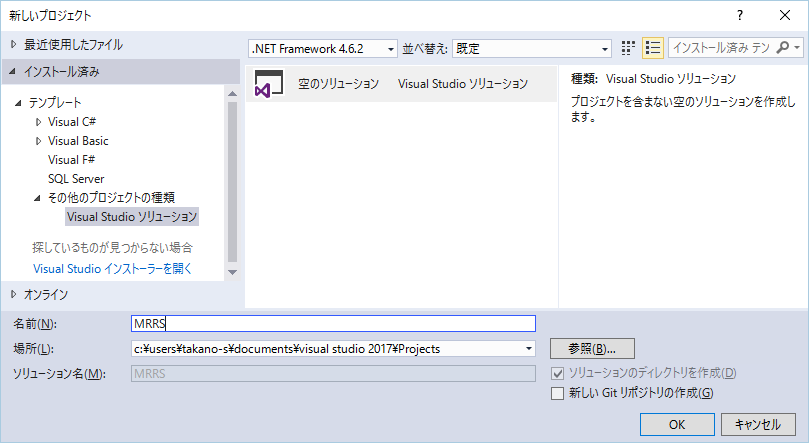 新しいプロジェクト
最近使用したファイル
.NET Framework 4.6.2 並べ替え: 既定 インストール済み テン
インストール済み
テンプレート
Visual C#
Visual Basic
Visual F#
SQL Server
その他のプロジェクトの種類
Visual Studio ソリューション
探しているものが見つからない場合
Visual Studio インストーラーを開く
オンライン
空のソリューション Visual Studio ソリューション
種類: Visual Studio ソリューション
プロジェクトを含まない空のソリューションを作成し
ます。
名前(N): MRRS
場所(L): c:¥users¥takano-s¥documents¥visual studio 2017¥Projects 参照(B)...
ソリューション名(M): MRRS
ソリューションのディレクトリを作成(D)
新しい Git リポジトリの作成(G)
OK キャンセル